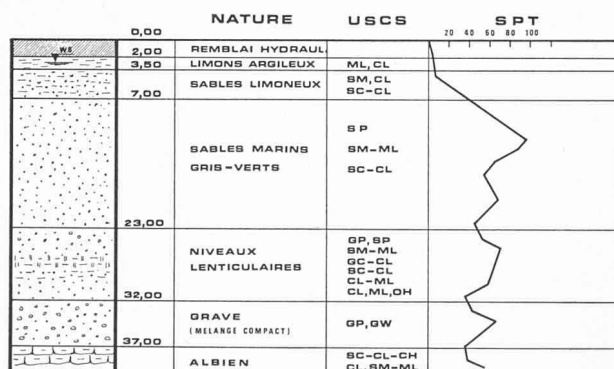 NATURE USCS SPT
0,00
20 40 60 80 100
WS
REMBLAI HYDRAUL.
2,00
LIMONS ARGILEUX ML,CL
3,50
SABLES LIMONEUX SM,CL
SC-CL
7,00
SP
SABLES MARINS SM-ML
GRIS-VERTS SC-CL
23,00
GP,SP
NIVEAUX SM-ML
GC-CL
LENTICULAIRES SC-CL
CL-ML
CL,ML,OH
32,00
GRAVE
(MELANGE COMPACT) GP,GW
37,00
SC-CL-CH
ALBIEN CL,SM-ML